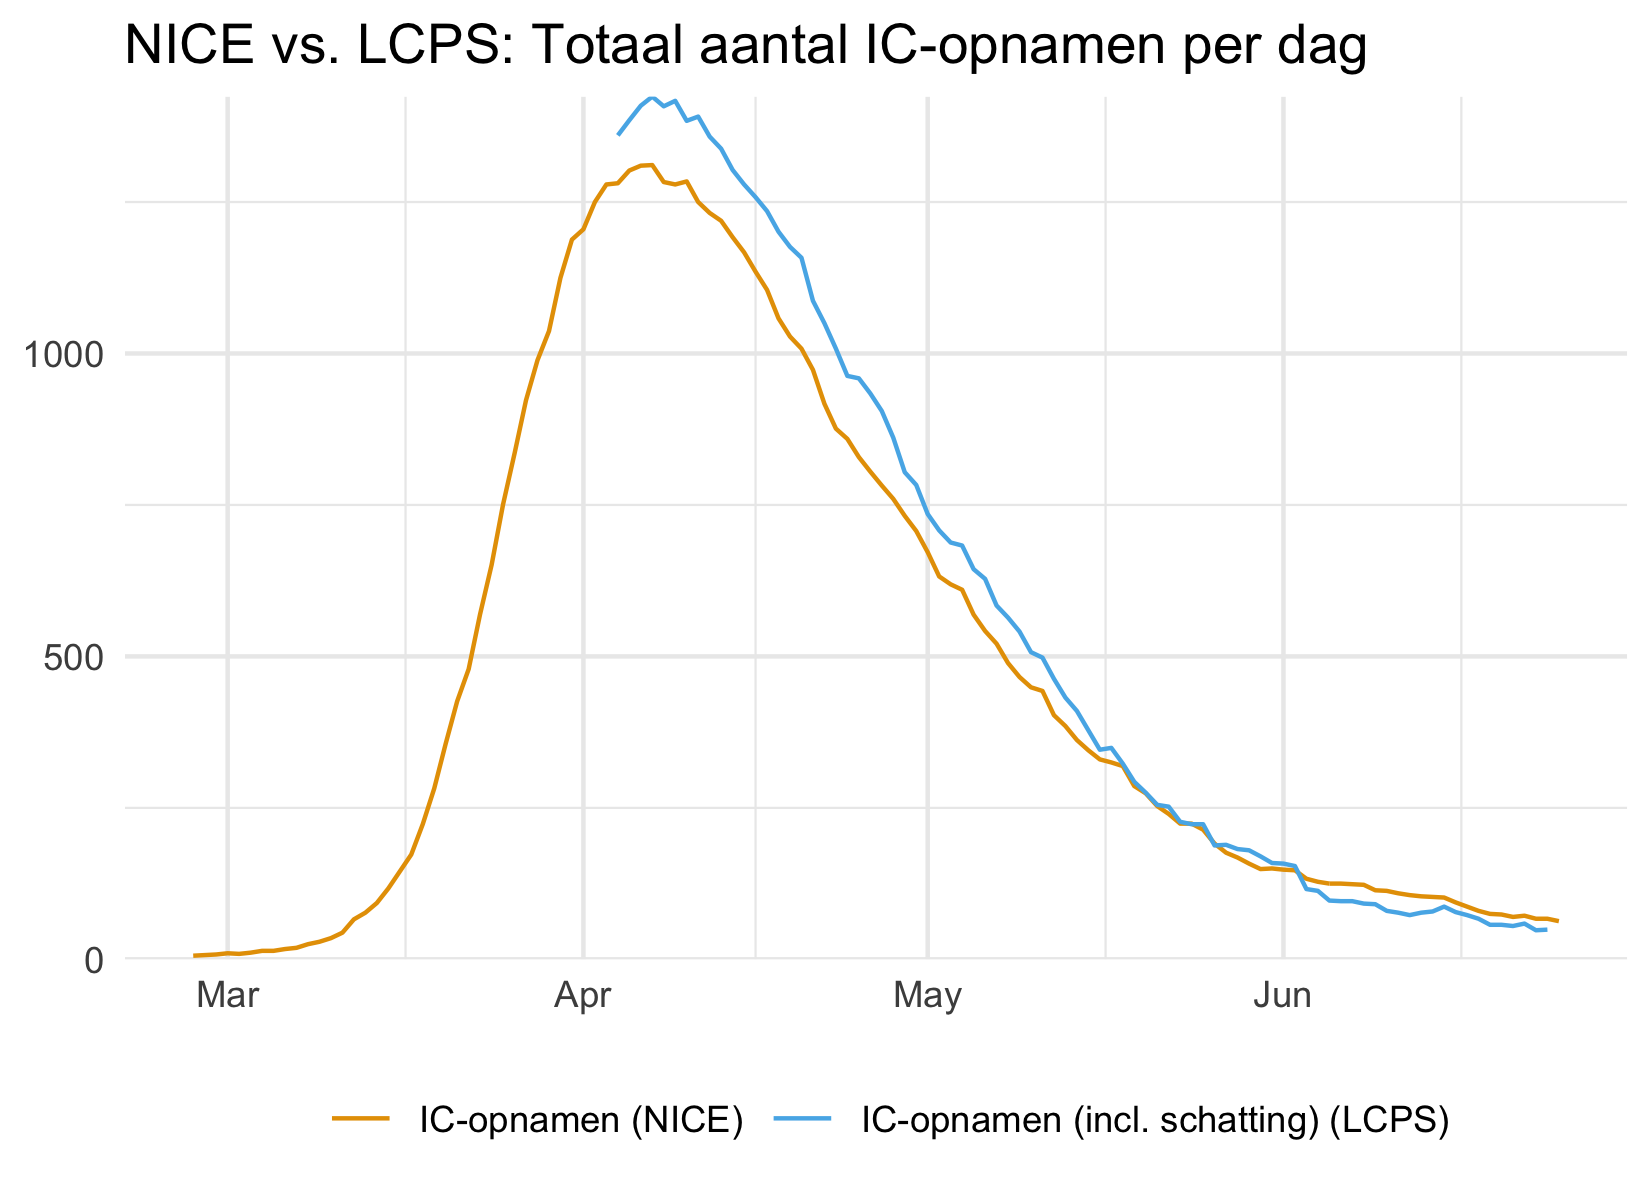 NICE vs. LCPS: Totaal aantal IC-opnamen per dag
1000
500
0
Mar Apr May Jun
IC-opnamen (NICE) IC-opnamen (incl. schatting) (LCPS)